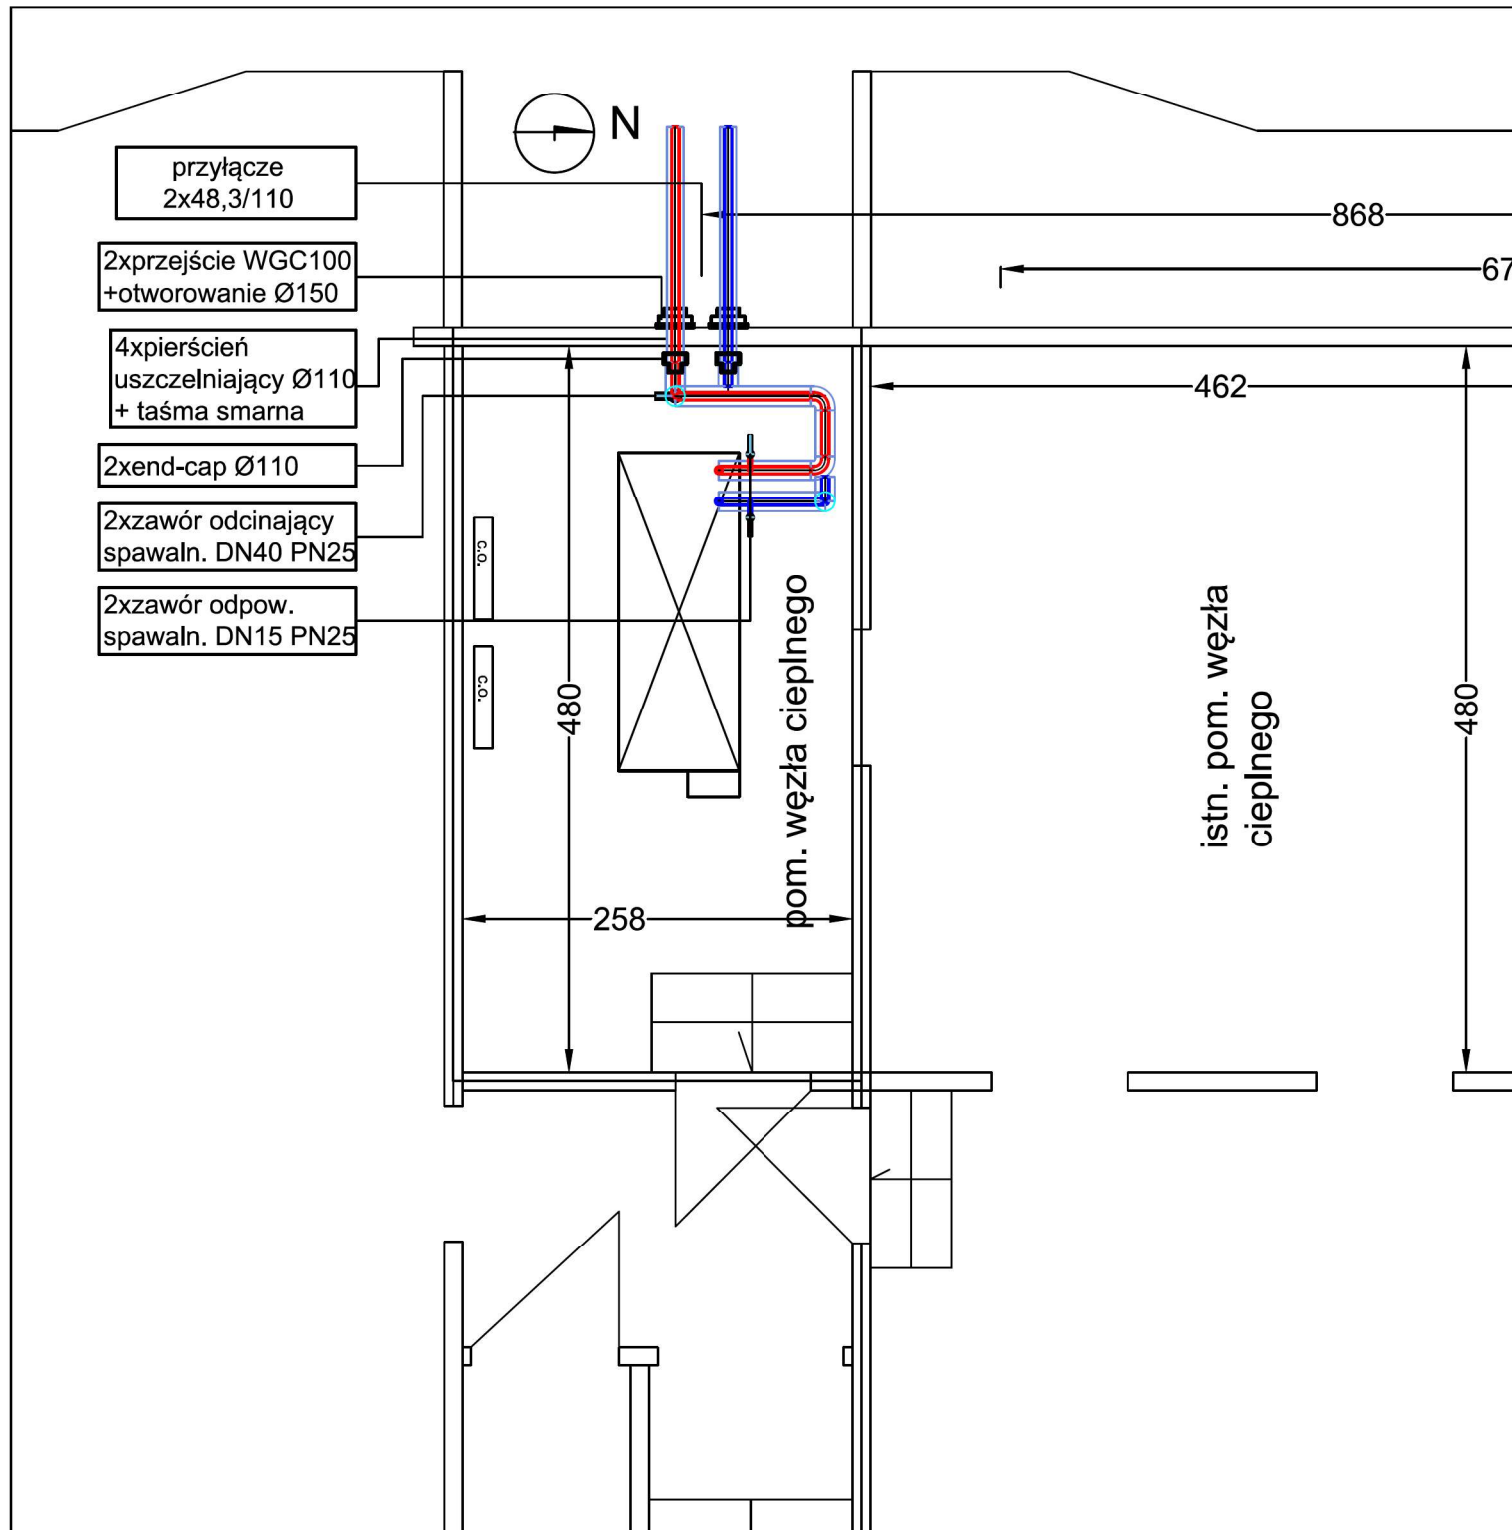 N
przyłącze
2x48,3/110
868
2xprzejście WGC100
+otworowanie Ø150
67
4xpierścień
uszczelniający Ø110
+ taśma smarna
462
2xend-cap Ø110
2xzawór odcinający
spawaln. DN40 PN25
c.o.
2xzawór odpow.
spawaln. DN15 PN25
c.o.
480
pom. węzła cieplnego
istn. pom. węzła
cieplnego
480
258